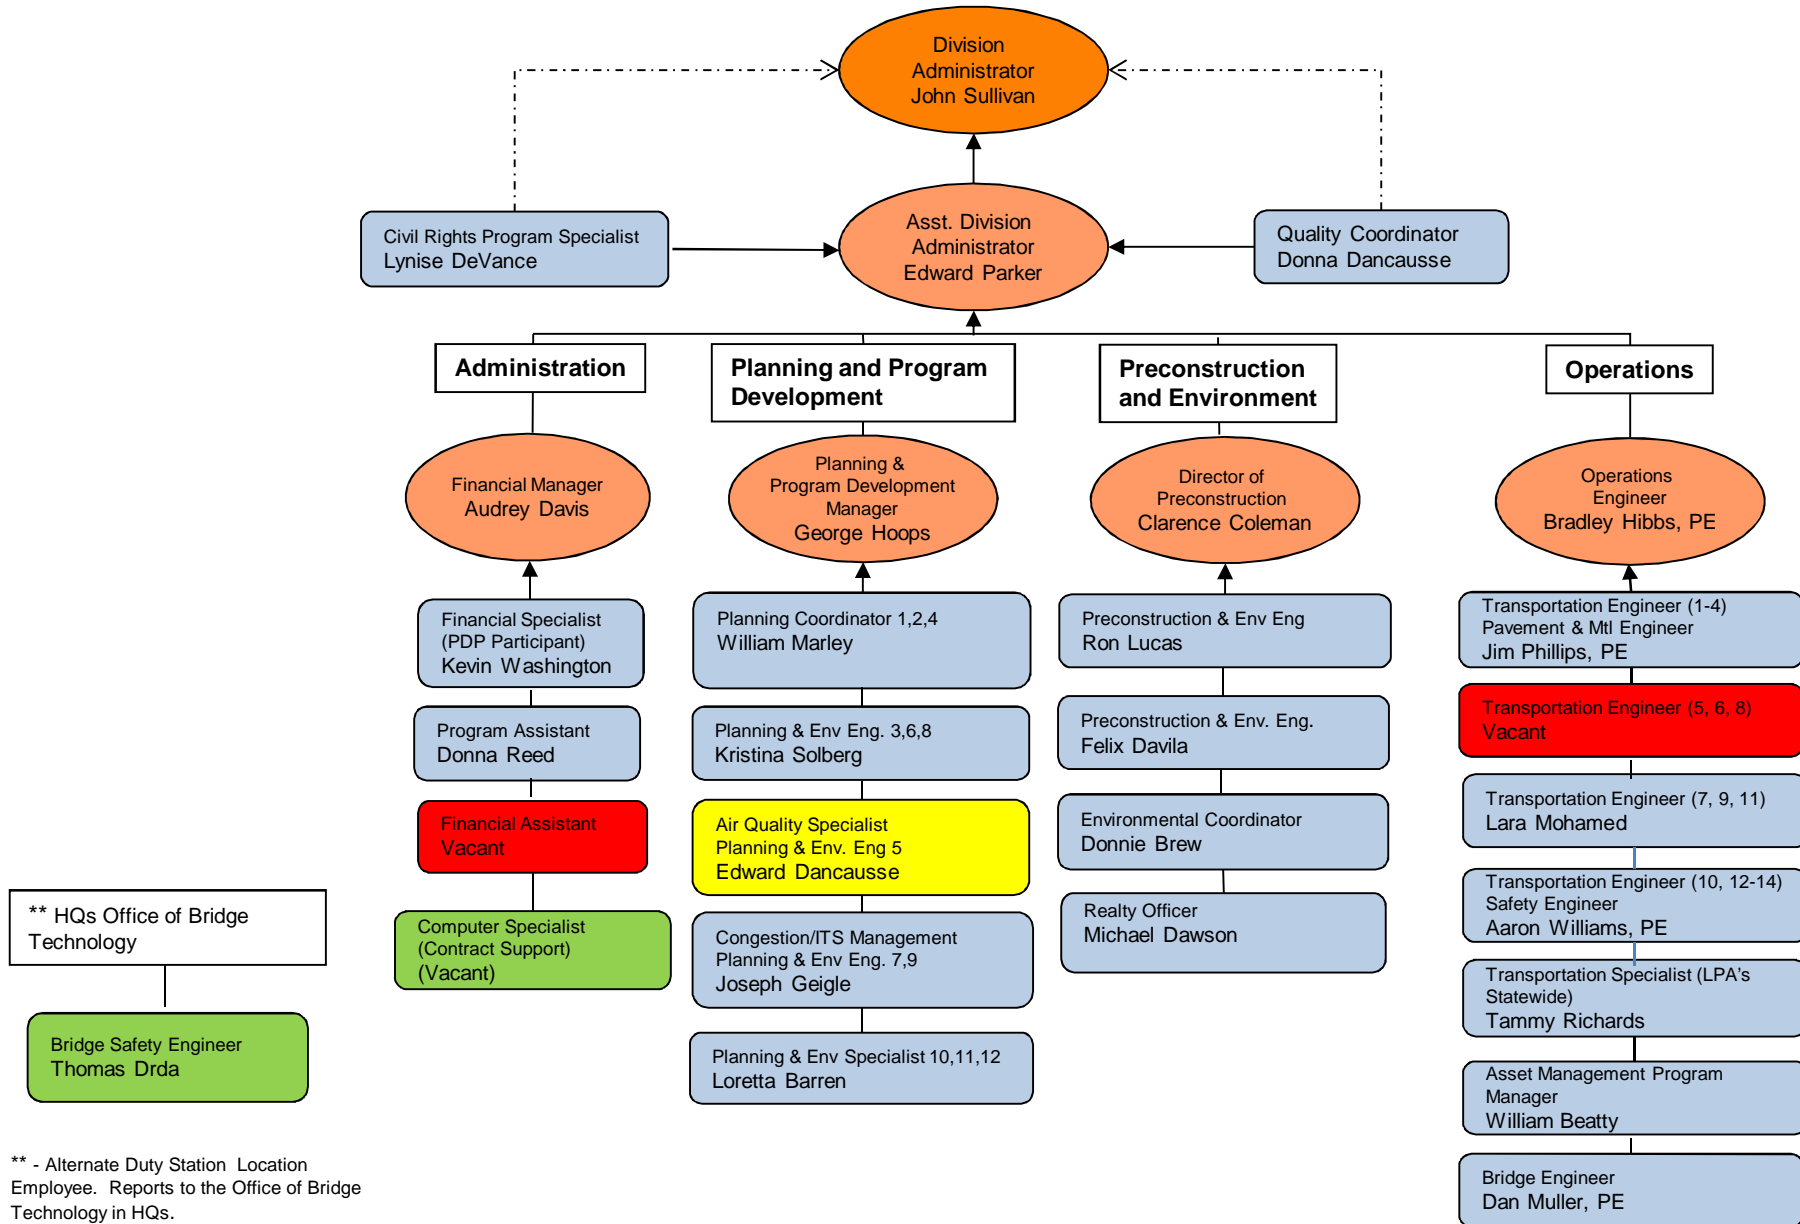 Division
Administrator
John Sullivan
Civil Rights Program Specialist
Lynise DeVance
Asst. Division
Administrator
Edward Parker
Quality Coordinator
Donna Dancausse
Administration
Planning and Program
Development
Preconstruction
and Environment
Operations
Financial Manager
Audrey Davis
Planning &
Program Development
Manager
George Hoops
Director of
Preconstruction
Clarence Coleman
Operations
Engineer
Bradley Hibbs, PE
Financial Specialist
(PDP Participant)
Kevin Washington
Program Assistant
Donna Reed
Financial Assistant
Vacant
Computer Specialist
(Contract Support)
(Vacant)
Planning Coordinator 1,2,4
William Marley
Planning & Env Eng. 3,6,8
Kristina Solberg
Air Quality Specialist
Planning & Env. Eng 5
Edward Dancausse
Congestion/ITS Management
Planning & Env Eng. 7,9
Joseph Geigle
Planning & Env Specialist 10,11,12
Loretta Barren
Preconstruction & Env Eng
Ron Lucas
Preconstruction & Env. Eng.
Felix Davila
Environmental Coordinator
Donnie Brew
Realty Officer
Michael Dawson
Transportation Engineer (1-4)
Pavement & Mtl Engineer
Jim Phillips, PE
Transportation Engineer (5, 6, 8)
Vacant
Transportation Engineer (7, 9, 11)
Lara Mohamed
Transportation Engineer (10, 12-14)
Safety Engineer
Aaron Williams, PE
Transportation Specialist (LPA's
Statewide)
Tammy Richards
Asset Management Program
Manager
William Beatty
Bridge Engineer
Dan Muller, PE
** HQs Office of Bridge
Technology
Bridge Safety Engineer
Thomas Drda
** - Alternate Duty Station Location
Employee. Reports to the Office of Bridge
Technology in HQs.